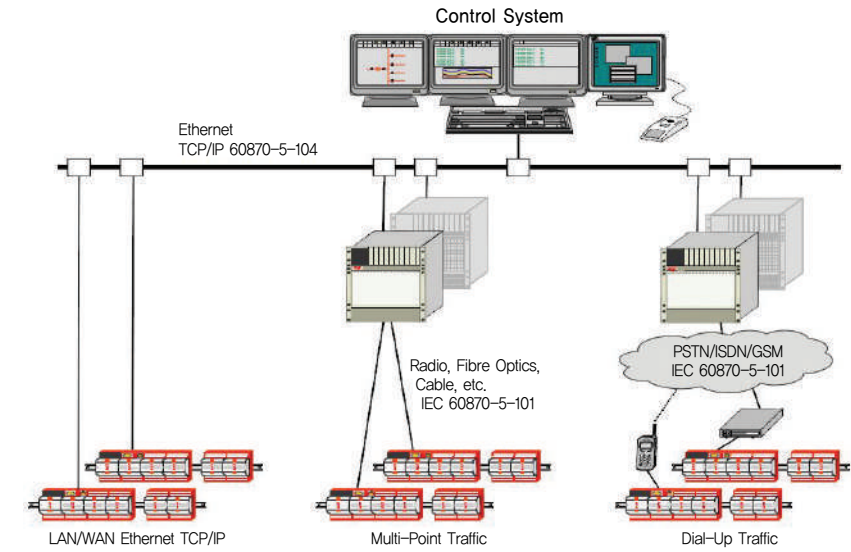 Control System
Ethernet
TCP/IP 60870-5-104
Radio, Fibre Optics,
Cable, etc.
IEC 60870-5-101
PSTN/ISDN/GSM
IEC 60870-5-101
LAN/WAN Ethernet TCP/IP
Multi-Point Traffic
Dial-Up Traffic